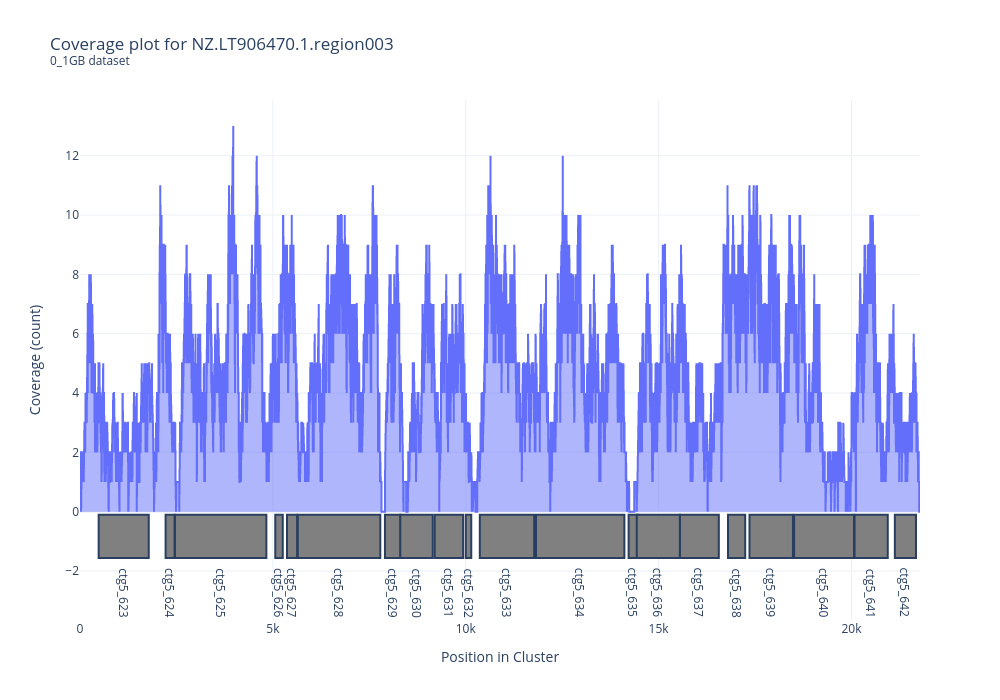 Coverage plot for NZ.LT906470.1.region003
0_1GB dataset
Coverage (count)
12
10
8
6
4
2
0
−2
ctg5_623
ctg5_624
ctg5_625
ctg5_626
ctg5_627
ctg5_628
ctg5_629
ctg5_630
ctg5_631
ctg5_632
ctg5_633
ctg5_634
ctg5_635
ctg5_636
ctg5_637
ctg5_638
ctg5_639
ctg5_640
ctg5_641
ctg5_642
0 5k 10k 15k 20k
Position in Cluster